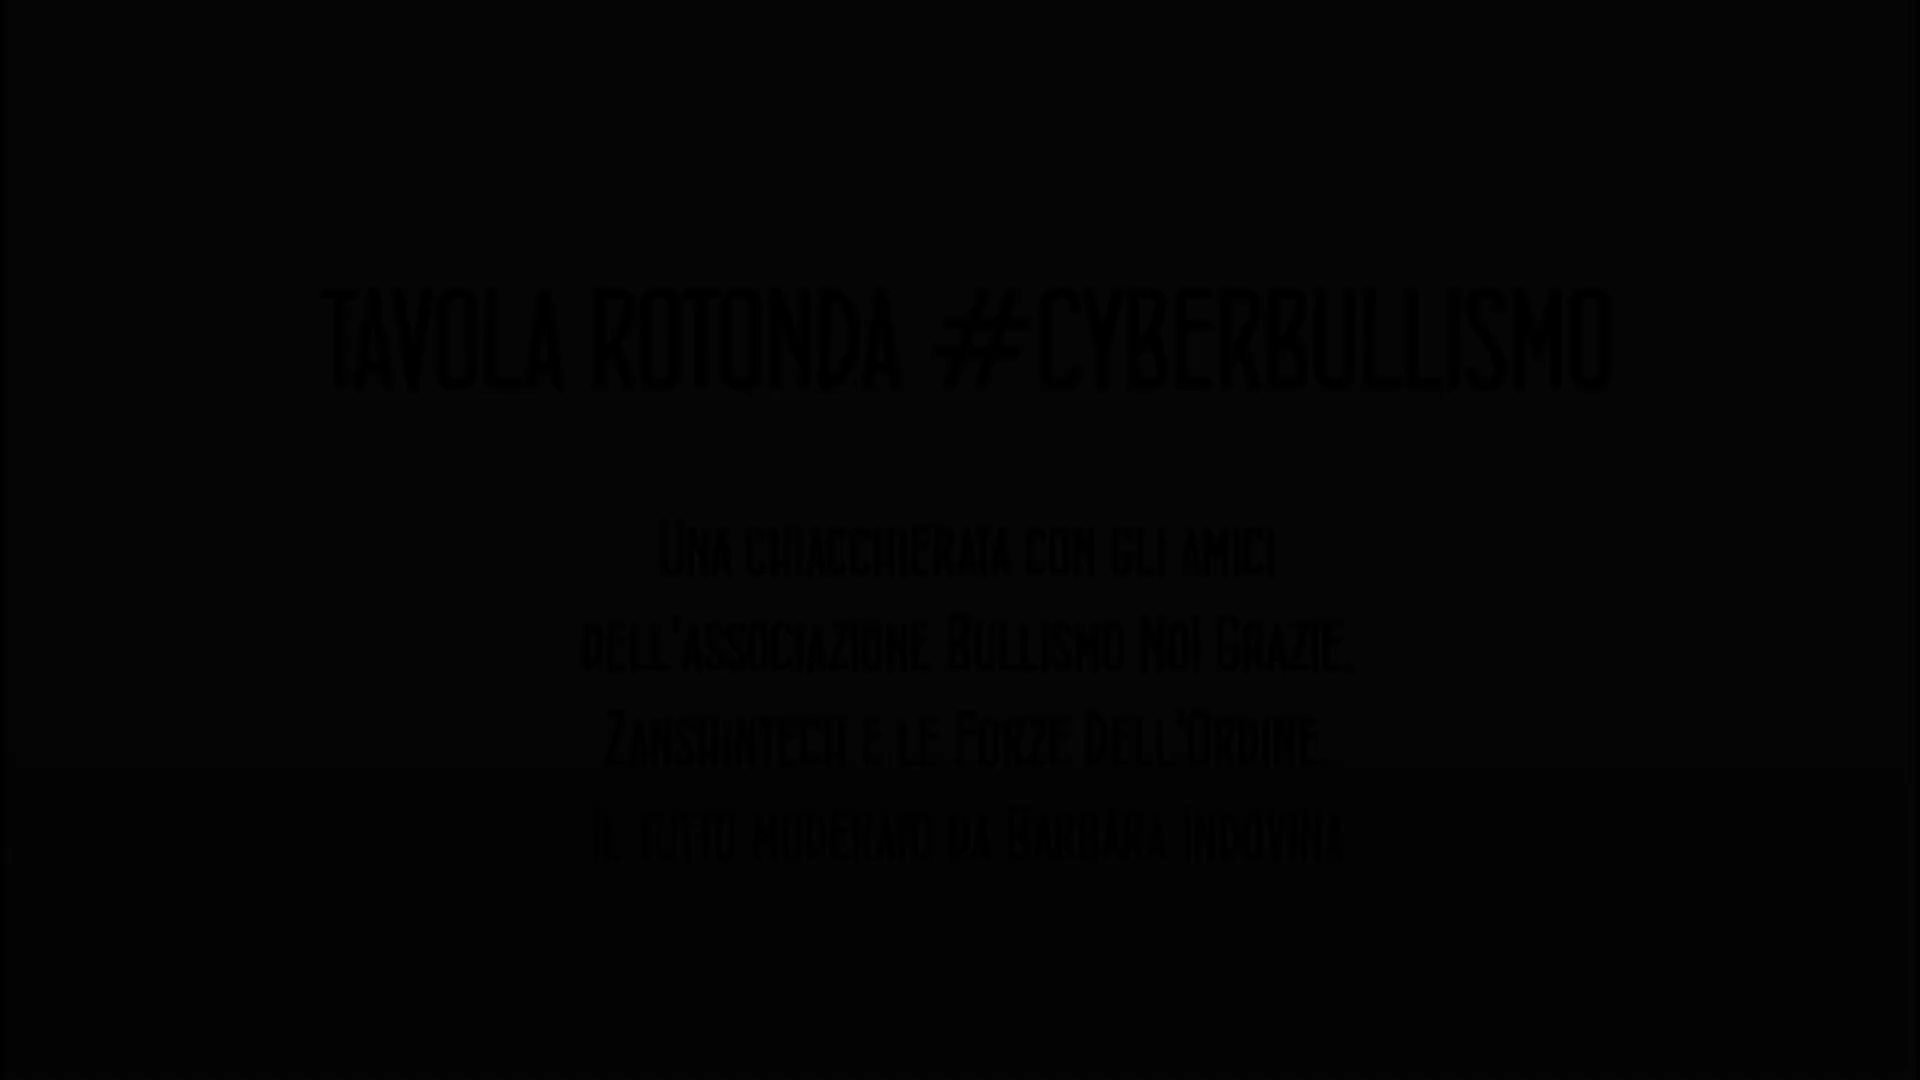 TAVOLA ROTONDA #CYBERBULLISMO
Una chiacchierata con gli amici
dell'associazione Bullismo No! Grazie,
Zanshintech e le Forze Dell'Ordine.
Il tutto moderato da Barbara Indovina